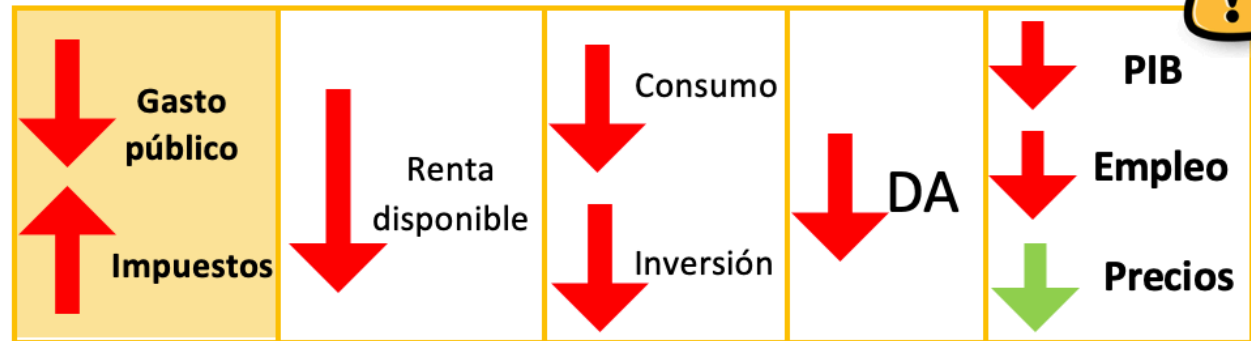 Gasto
público
Impuestos
Renta
disponible
Consumo
Inversión
DA
PIB
Empleo
Precios
!